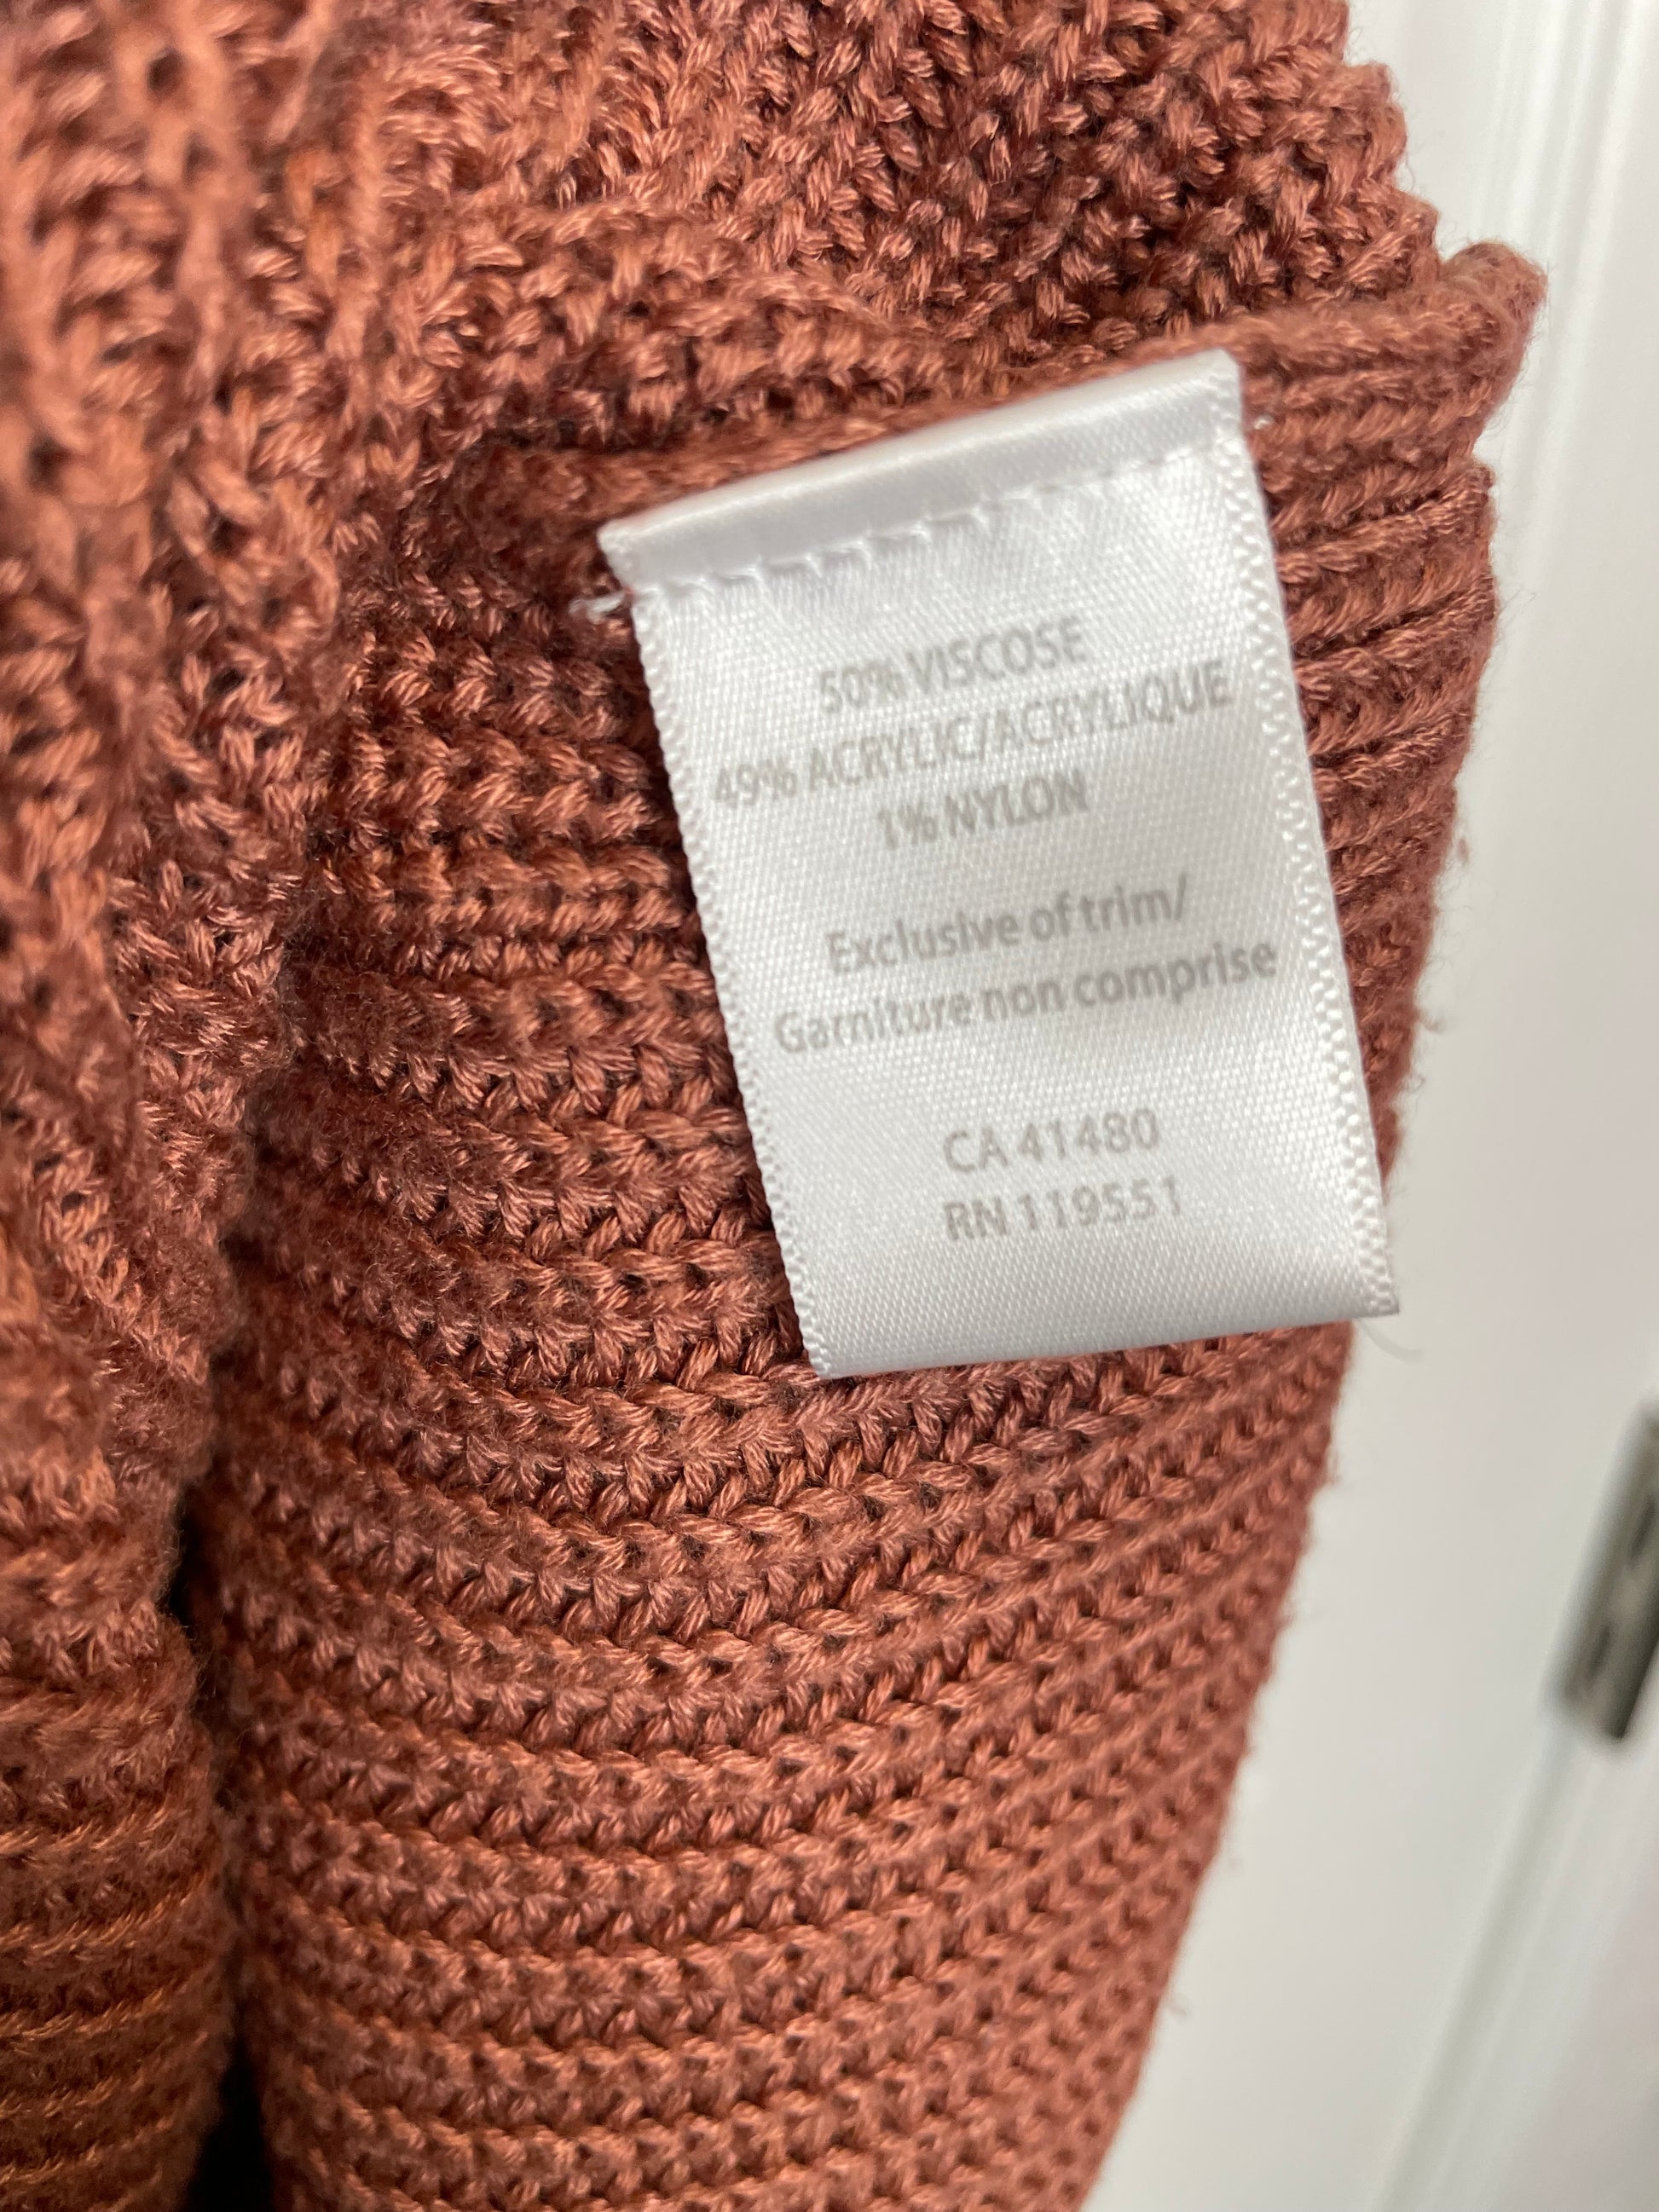 50% VISCOSE
49% ACRYLIC/ACRYLIQUE
1% NYLON
Exclusive of trim/
Garniture non comprise
CA 41480
RN 119551